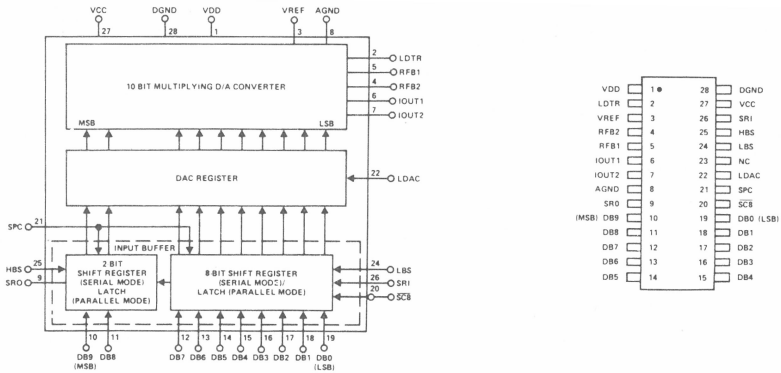 VCC DGND VDD VREF AGND
27 28 1 3 8
10 BIT MULTIPLYING D/A CONVERTER
2 LDTR
5 RFB1
4 RFB2
6 IOUT1
7 IOUT2
MSB LSB
DAC REGISTER
22 LDAC
SPC 21
INPUT BUFFER
2 BIT
SHIFT REGISTER
(SERIAL MODE)
LATCH
(PARALLEL MODE)
8-BIT SHIFT REGISTER
(SERIAL MODE)/
LATCH (PARALLEL MODE)
HBS 25
SRO 9
24 LBS
26 SRI
20 SC8
10 11 12 13 14 15 16 17 18 19
DB9 DB8 DB7 DB6 DB5 DB4 DB3 DB2 DB1 DB0
(MSB) (LSB)
VDD 1 28 DGND
LDTR 2 27 VCC
VREF 3 26 SRI
RFB2 4 25 HBS
RFB1 5 24 LBS
IOUT1 6 23 NC
IOUT2 7 22 LDAC
AGND 8 21 SPC
SRO 9 20 SC8
(MSB) DB9 10 19 DB0 (LSB)
DB8 11 18 DB1
DB7 12 17 DB2
DB6 13 16 DB3
DB5 14 15 DB4